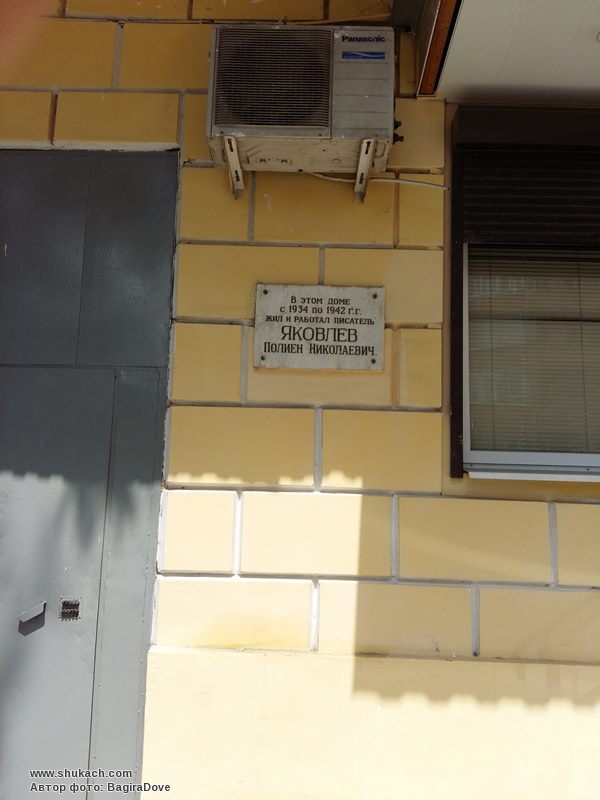 Panasonic
В ЭТОМ ДОМЕ
С 1934 ПО 1942 Г.Г.
ЖИЛ И РАБОТАЛ ПИСАТЕЛЬ
ЯКОВЛЕВ
ПОЛИЕН НИКОЛАЕВИЧ.
www.shukach.com
Автор фото: BagiraDove